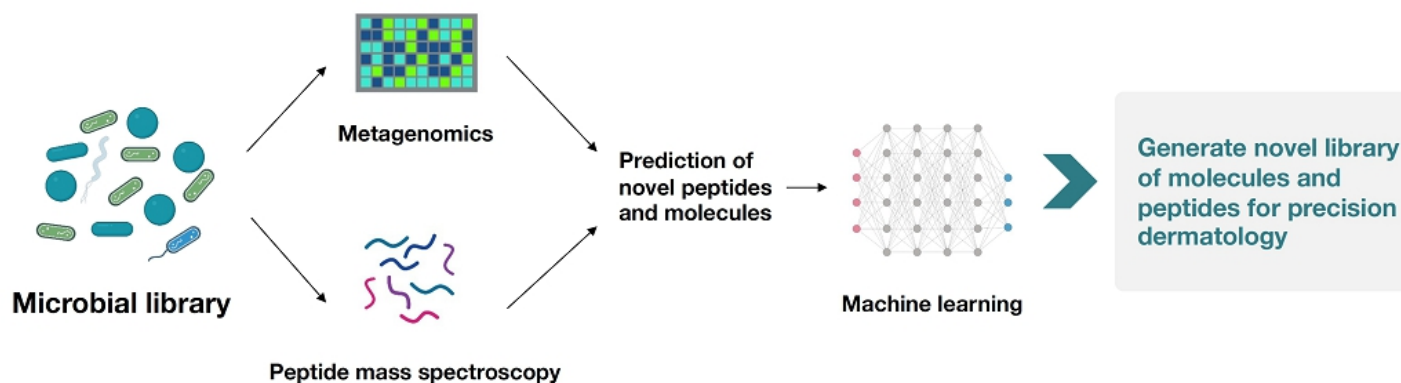 Metagenomics
Microbial library
Peptide mass spectroscopy
Prediction of
novel peptides
and molecules
Machine learning
Generate novel library
of molecules and
peptides for precision
dermatology